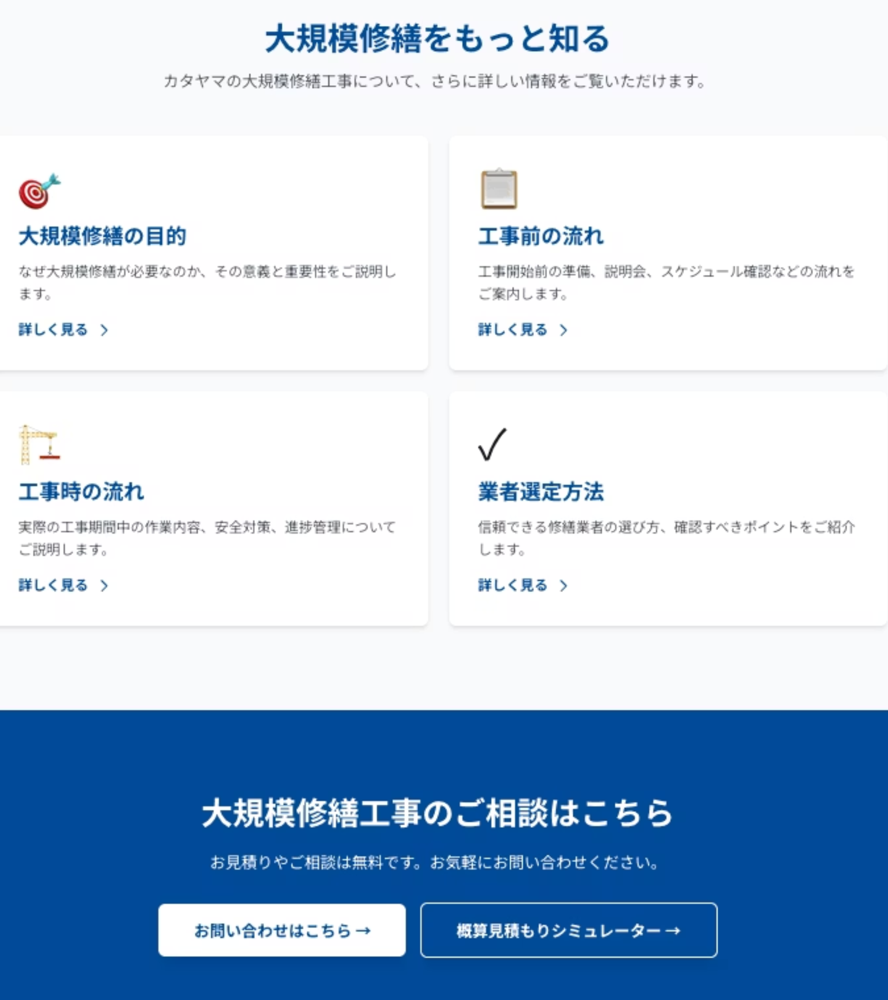 大規模修繕をもっと知る
カタヤマの大規模修繕工事について、さらに詳しい情報をご覧いただけます。
大規模修繕の目的
なぜ大規模修繕が必要なのか、その意義と重要性をご説明し
ます。
詳しく見る
工事前の流れ
工事開始前の準備、説明会、スケジュール確認などの流れを
ご案内します。
詳しく見る
工事時の流れ
実際の工事期間中の作業内容、安全対策、進捗管理について
ご説明します。
詳しく見る
業者選定方法
信頼できる修繕業者の選び方、確認すべきポイントをご紹介
します。
詳しく見る
大規模修繕工事のご相談はこちら
お見積りやご相談は無料です。お気軽にお問い合わせください。
お問い合わせはこちら →
概算見積もりシミュレーター →